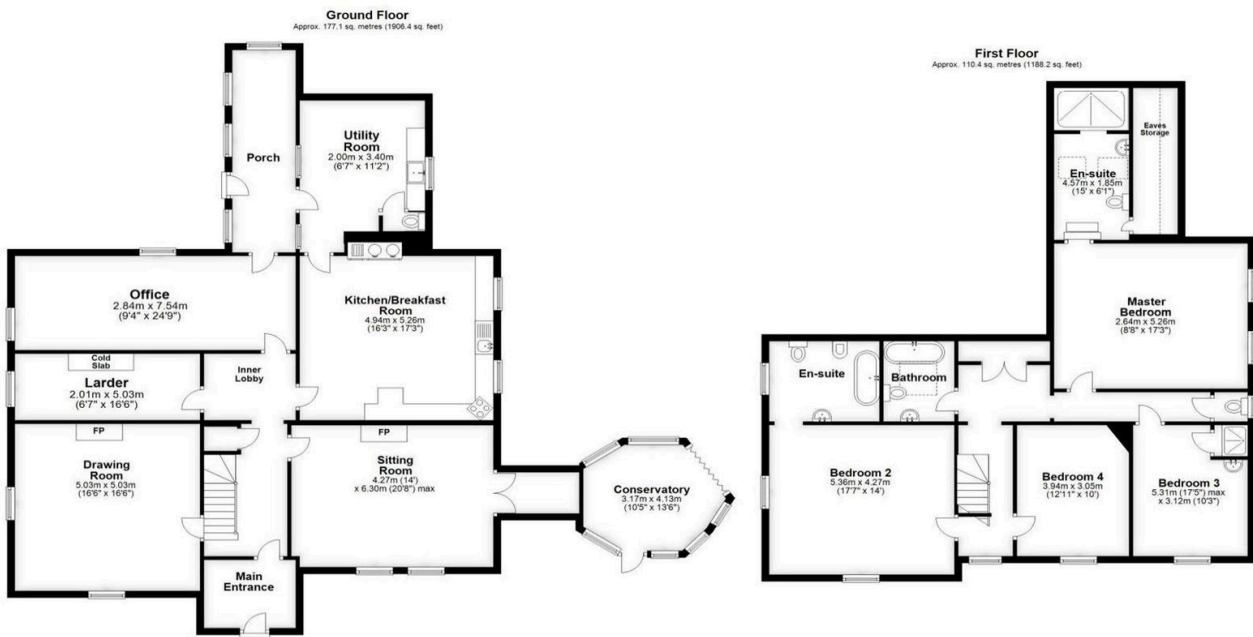 Ground Floor
Approx. 177.1 sq. metres (1906.4 sq. feet)
Porch
Utility
Room
2.00m x 3.40m
(6'7" x 11'2")
Office
2.84m x 7.54m
(9'4" x 24'9")
Kitchen/Breakfast
Room
4.94m x 5.26m
(16'3" x 17'3")
Cold
Slab
Larder
2.01m x 5.03m
(6'7" x 16'6")
Inner
Lobby
FP
Drawing
Room
5.03m x 5.03m
(16'6" x 16'6")
FP
Sitting
Room
4.27m (14')
x 6.30m (20'8") max
Conservatory
3.17m x 4.13m
(10'5" x 13'6")
Main
Entrance
First Floor
Approx. 110.4 sq. metres (1188.2 sq. feet)
Eaves
Storage
En-suite
4.57m x 1.85m
(15' x 6'1")
Master
Bedroom
2.64m x 5.26m
(8'8" x 17'3")
En-suite
Bathroom
Bedroom 2
5.36m x 4.27m
(17'7" x 14')
Bedroom 4
3.94m x 3.05m
(12'11" x 10')
Bedroom 3
5.31m (17'5") max
x 3.12m (10'3")